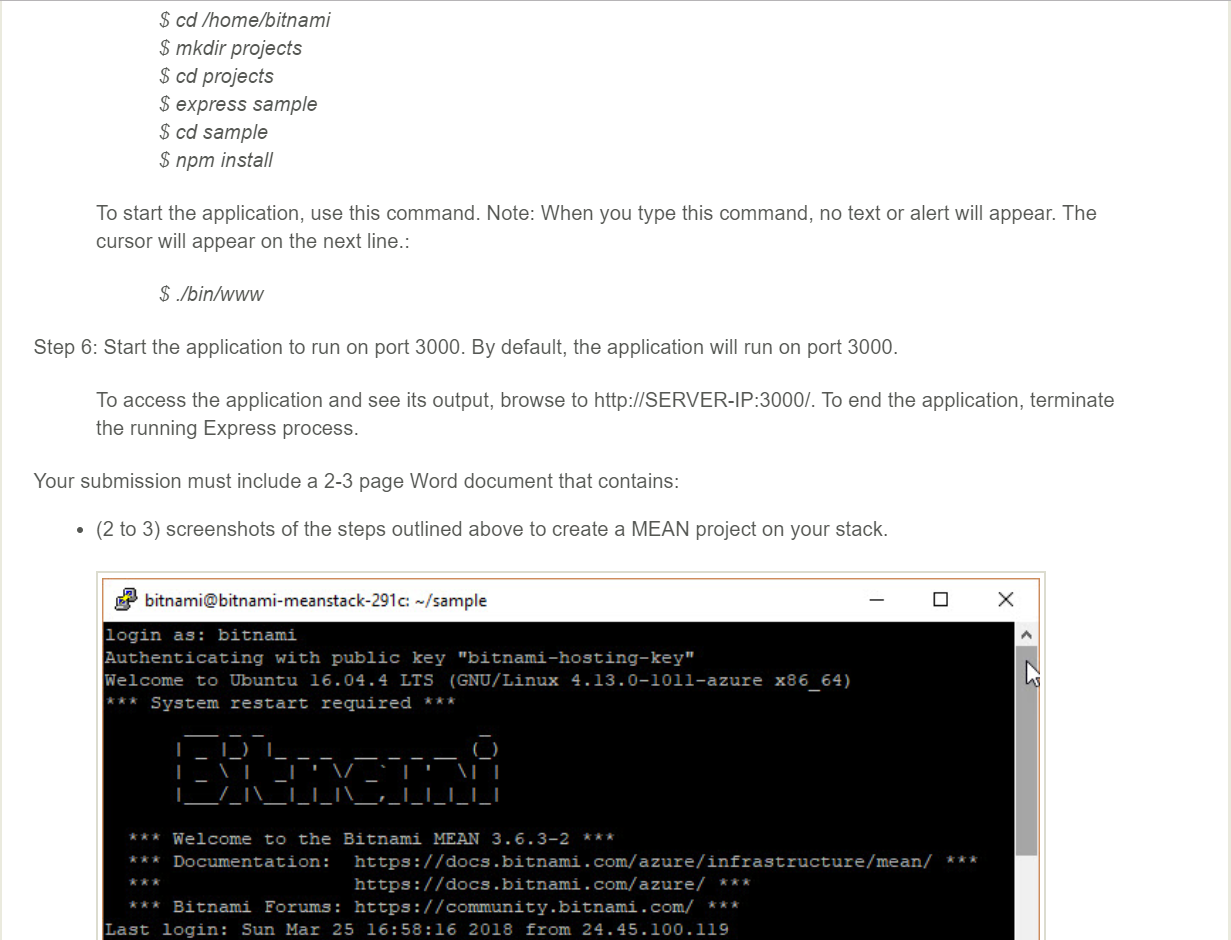 $ cd /home/bitnami
$ mkdir projects
$ cd projects
$ express sample
$ cd sample
$ npm install
To start the application, use this command. Note: When you type this command, no text or alert will appear. The
cursor will appear on the next line.:
$ ./bin/www
Step 6: Start the application to run on port 3000. By default, the application will run on port 3000.
To access the application and see its output, browse to http://SERVER-IP:3000/. To end the application, terminate
the running Express process.
Your submission must include a 2-3 page Word document that contains:
• (2 to 3) screenshots of the steps outlined above to create a MEAN project on your stack.
bitnami@bitnami-meanstack-291c: ~/sample
login as: bitnami
Authenticating with public key "bitnami-hosting-key"
Welcome to Ubuntu 16.04.4 LTS (GNU/Linux 4.13.0-1011-azure x86_64)
*** System restart required ***
Bitnami
*** Welcome to the Bitnami MEAN 3.6.3-2 ***
*** Documentation: https://docs.bitnami.com/azure/infrastructure/mean/ ***
*** https://docs.bitnami.com/azure/ ***
*** Bitnami Forums: https://community.bitnami.com/ ***
Last login: Sun Mar 25 16:58:16 2018 from 24.45.100.119